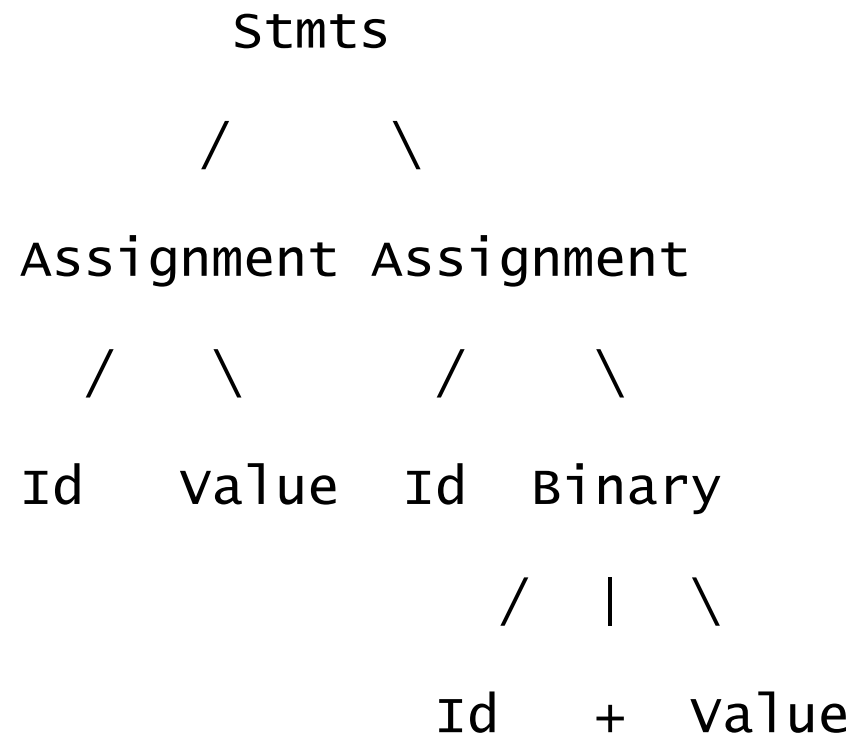 Stmts
/ \
Assignment Assignment
/ \ / \
Id Value Id Binary
/ | \
Id + Value